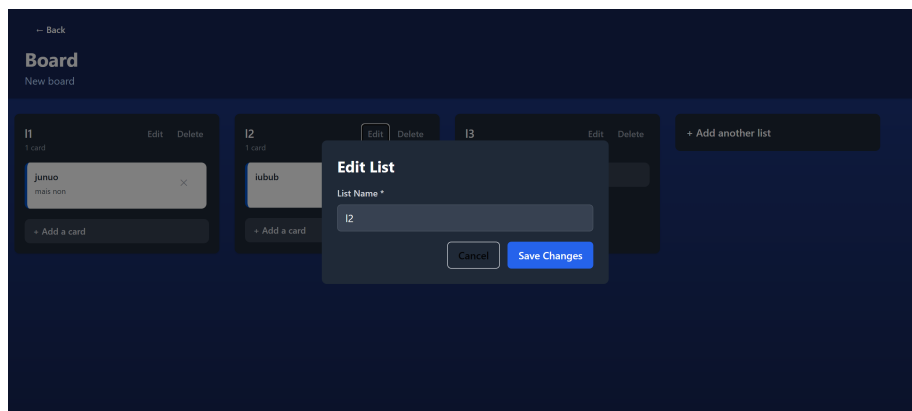 ← Back
Board
New board
l1
Edit Delete
1 card
junuo
mais non
×
+ Add a card
l2
Edit Delete
1 card
iubub
+ Add a card
l3
Edit Delete
+ Add another list
Edit List
List Name *
l2
Cancel
Save Changes